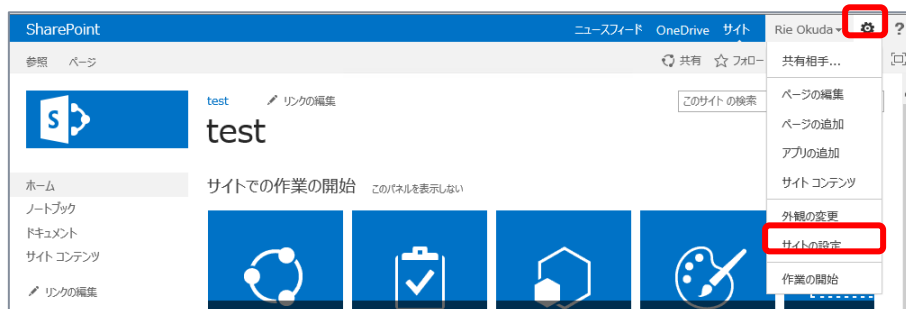 SharePoint ニュースフィード OneDrive サイト Rie Okuda ?
参照 ページ 共有 フォロー 共有相手...
test リンクの編集 このサイト の検索 ページの編集
S test ページの追加
アプリの追加
ホーム サイトでの作業の開始 このパネルを表示しない サイト コンテンツ
ノートブック 外観の変更
ドキュメント サイトの設定
サイト コンテンツ
リンクの編集 作業の開始